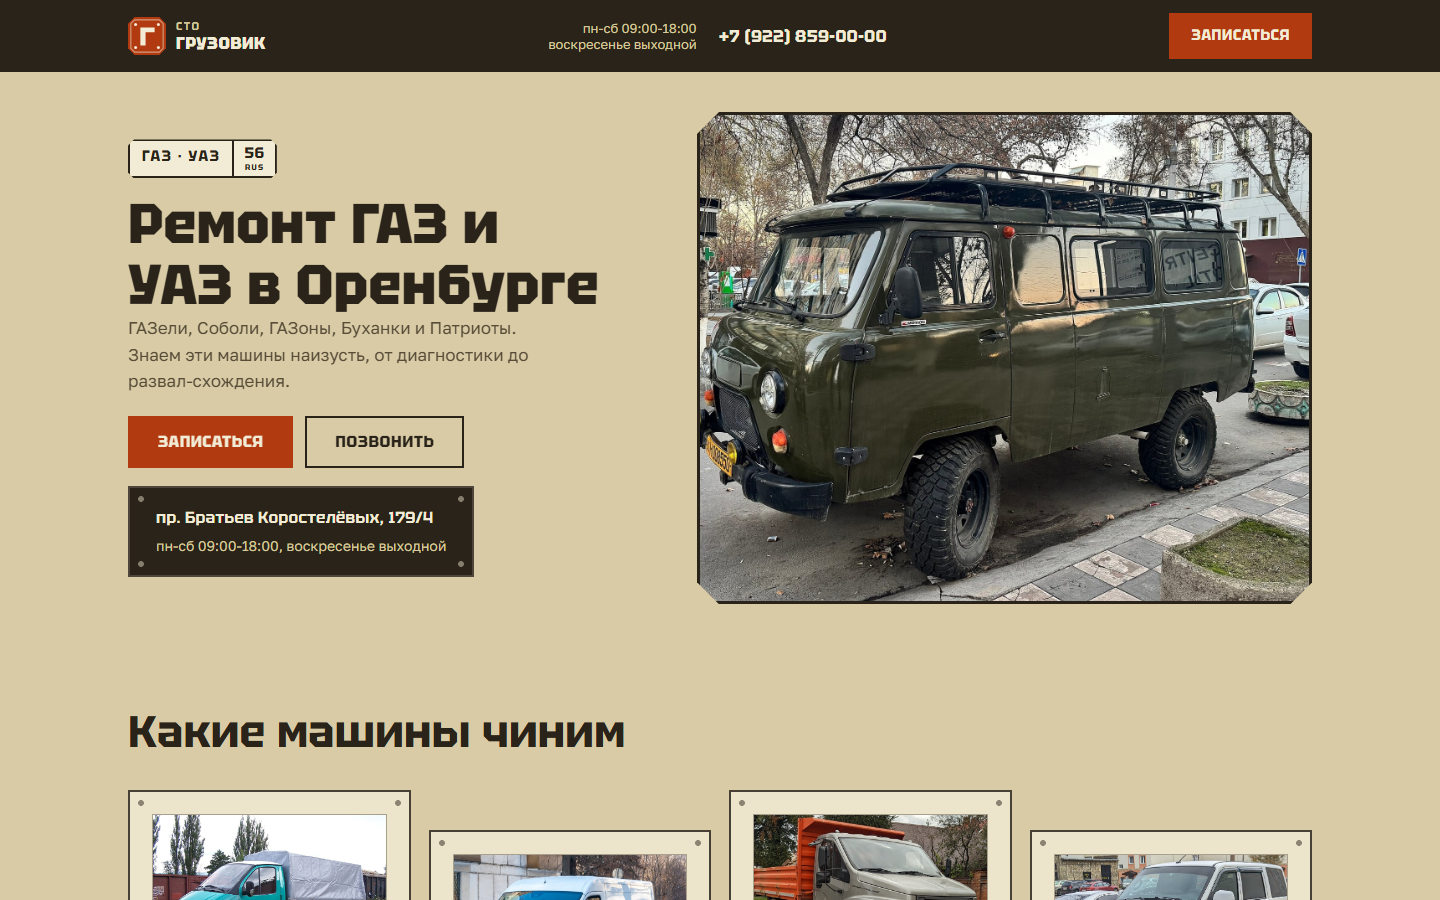 Г
СТО
ГРУЗОВИК
пн-сб 09:00-18:00
воскресенье выходной
+7 (922) 859-00-00
ЗАПИСАТЬСЯ
ГАЗ · УАЗ
56
RUS
Ремонт ГАЗ и
УАЗ в Оренбурге
ГАЗели, Соболи, ГАЗоны, Буханки и Патриоты.
Знаем эти машины наизусть, от диагностики до
развал-схождения.
ЗАПИСАТЬСЯ
ПОЗВОНИТЬ
пр. Братьев Коростелёвых, 179/4
пн-сб 09:00-18:00, воскресенье выходной
Какие машины чиним